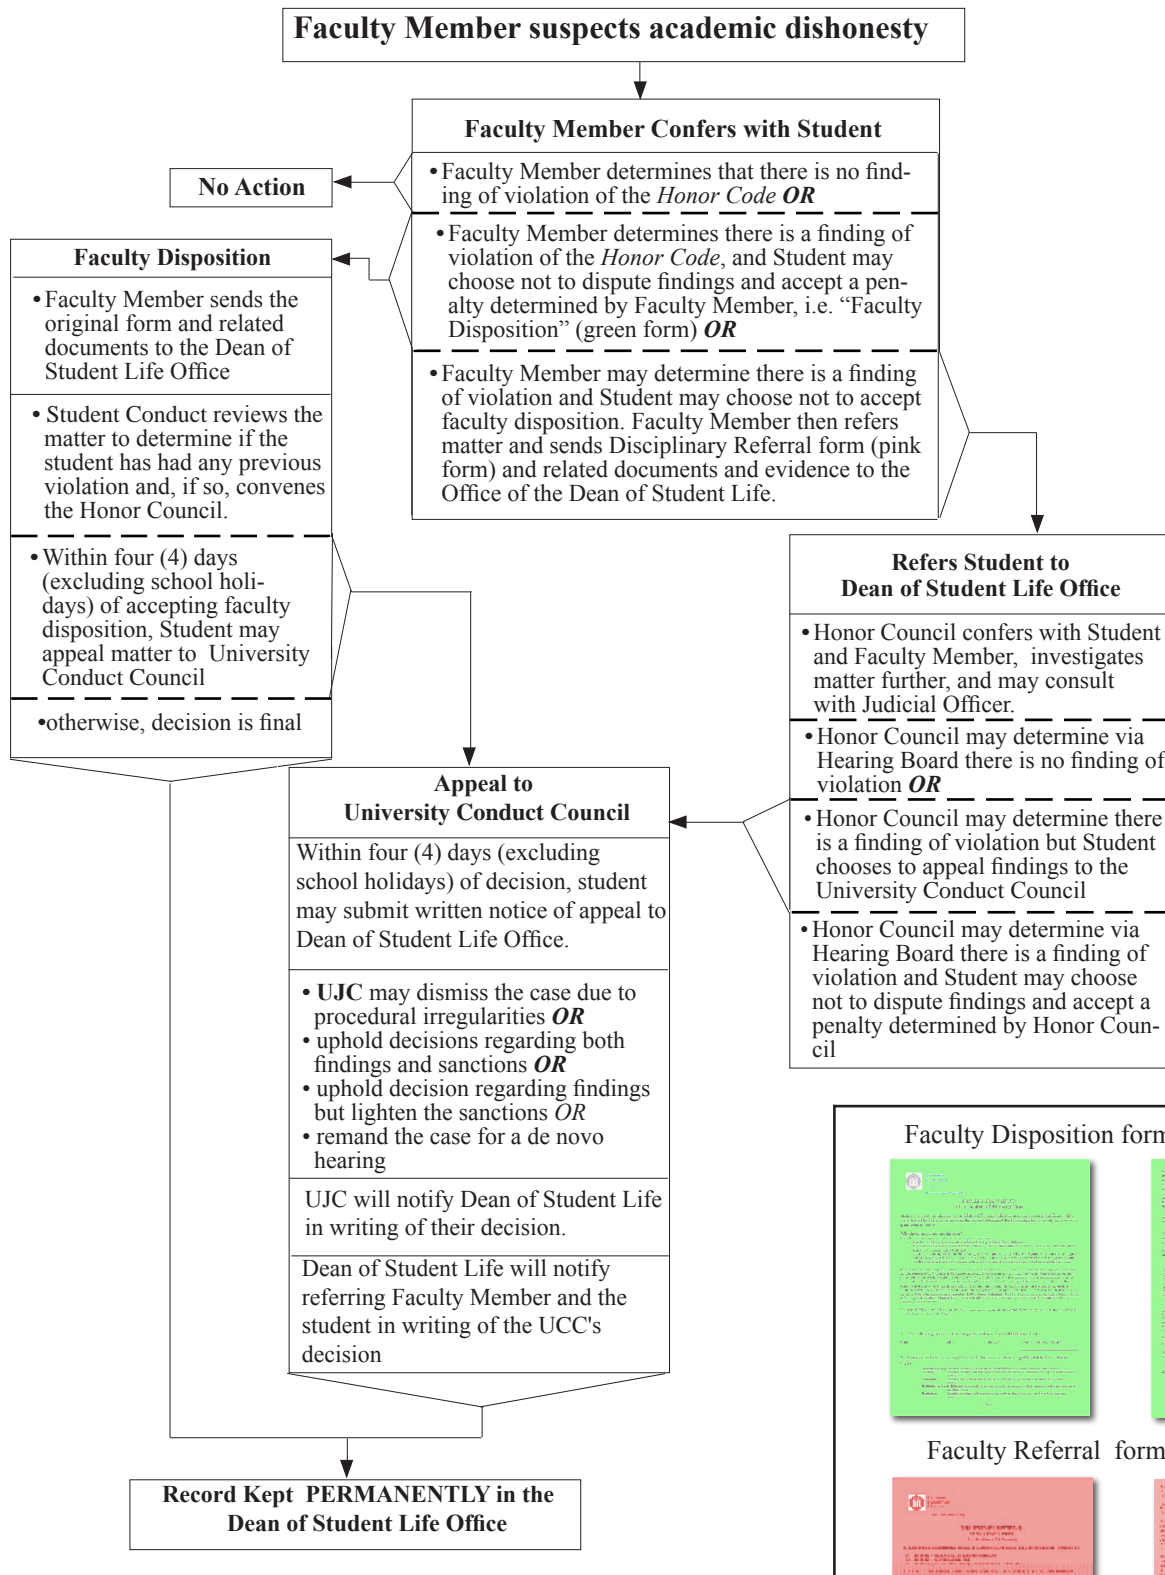 Faculty Member suspects academic dishonesty
Faculty Member Confers with Student
• Faculty Member determines that there is no find-
ing of violation of the Honor Code OR
• Faculty Member determines there is a finding of
violation of the Honor Code, and Student may
choose not to dispute findings and accept a pen-
alty determined by Faculty Member, i.e. “Faculty
Disposition” (green form) OR
• Faculty Member may determine there is a finding
of violation and Student may choose not to accept
faculty disposition. Faculty Member then refers
matter and sends Disciplinary Referral form (pink
form) and related documents and evidence to the
Office of the Dean of Student Life.
No Action
Faculty Disposition
• Faculty Member sends the
original form and related
documents to the Dean of
Student Life Office
• Student Conduct reviews the
matter to determine if the
student has had any previous
violation and, if so, convenes
the Honor Council.
• Within four (4) days
(excluding school holi-
days) of accepting faculty
disposition, Student may
appeal matter to University
Conduct Council
•otherwise, decision is final
Refers Student to
Dean of Student Life Office
• Honor Council confers with Student
and Faculty Member, investigates
matter further, and may consult
with Judicial Officer.
• Honor Council may determine via
Hearing Board there is no finding of
violation OR
• Honor Council may determine there
is a finding of violation but Student
chooses to appeal findings to the
University Conduct Council
• Honor Council may determine via
Hearing Board there is a finding of
violation and Student may choose
not to dispute findings and accept a
penalty determined by Honor Coun-
cil
Appeal to
University Conduct Council
Within four (4) days (excluding
school holidays) of decision, student
may submit written notice of appeal to
Dean of Student Life Office.
• UJC may dismiss the case due to
procedural irregularities OR
• uphold decisions regarding both
findings and sanctions OR
• uphold decision regarding findings
but lighten the sanctions OR
• remand the case for a de novo
hearing
UJC will notify Dean of Student Life
in writing of their decision.
Dean of Student Life will notify
referring Faculty Member and the
student in writing of the UCC's
decision
Record Kept PERMANENTLY in the
Dean of Student Life Office
Faculty Disposition form
Faculty Referral form